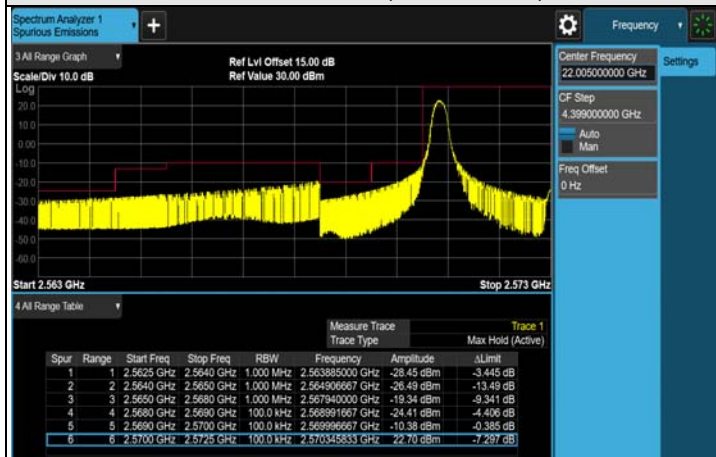 Spectrum Analyzer 1
Spurious Emissions
Frequency
3 All Range Graph
Ref Lvl Offset 15.00 dB
Scale/Div 10.0 dB
Ref Value 30.00 dBm
Log
20.0
10.0
0.00
-10.0
-20.0
-30.0
-40.0
-50.0
-60.0
Start 2.563 GHz
Stop 2.573 GHz
Center Frequency
22.005000000 GHz
Settings
CF Step
4.399000000 GHz
Auto
Man
Freq Offset
0 Hz
4 All Range Table
Measure Trace Trace 1
Trace Type Max Hold (Active)
Spur Range Start Freq Stop Freq RBW Frequency Amplitude ΔLimit
1 1 2.5625 GHz 2.5640 GHz 1.000 MHz 2.563885000 GHz -28.45 dBm -3.445 dB
2 2 2.5640 GHz 2.5650 GHz 1.000 MHz 2.564906667 GHz -26.49 dBm -13.49 dB
3 3 2.5650 GHz 2.5680 GHz 1.000 MHz 2.567940000 GHz -19.34 dBm -9.341 dB
4 4 2.5680 GHz 2.5690 GHz 100.0 kHz 2.568991667 GHz -24.41 dBm -4.406 dB
5 5 2.5690 GHz 2.5700 GHz 100.0 kHz 2.569996667 GHz -10.38 dBm -0.385 dB
6 6 2.5700 GHz 2.5725 GHz 100.0 kHz 2.570345833 GHz 22.70 dBm -7.297 dB